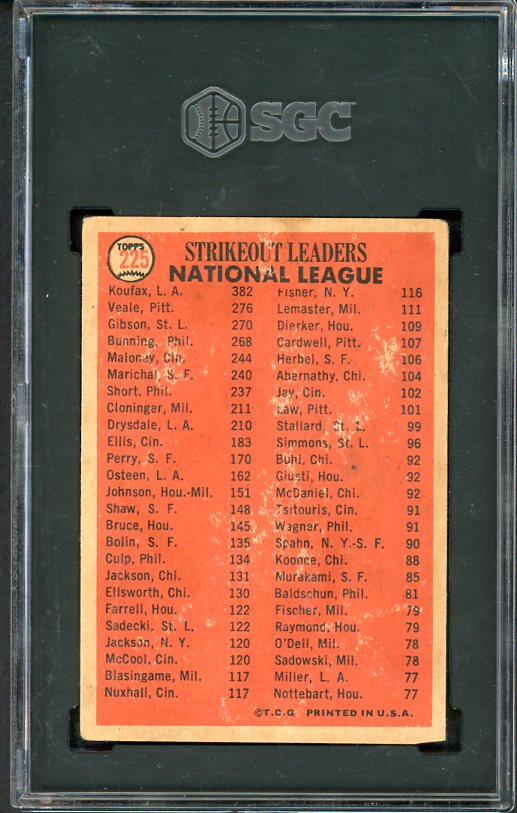 SGC
TOPPS
225
STRIKEOUT LEADERS
NATIONAL LEAGUE
Koufax, L. A. 382
Veale, Pitt. 276
Gibson, St. L 270
Bunning, Phil. 268
Maloney, Cin. 244
Marichal, S. F. 240
Short, Phil. 237
Cloninger, Mil. 211
Drysdale, L. A 210
Ellis, Cin. 183
Perry, S. F. 170
Osteen, L. A 162
Johnson, Hou.-Mil. 151
Shaw, S. F. 148
Bruce, Hou. 145
Bolin, S. F. 135
Culp, Phil. 134
Jackson, Chi. 131
Ellsworth, Chi. 130
Farrell, Hou. 122
Sadecki, St. L. 122
Jackson, N. Y. 120
McCool, Cin. 120
Blasingame, Mil. 117
Nuxhall, Cin. 117
Fisher, N. Y. 116
Lemaster, Mil. 111
Dierker, Hou. 109
Cardwell, Pitt. 107
Herbel, S. F. 106
Abernathy, Chi. 104
Jay, Cin. 102
Law, Pitt. 101
Stallard, St. L. 99
Simmons, St. L. 96
Buhl, Chi. 92
Giusti, Hou. 92
McDaniel, Chi. 92
Tsitouris, Cin. 91
Wagner, Phil. 91
Spahn, N. Y.-S. F. 90
Koonce, Chi. 88
Murakami, S. F. 85
Baldschun, Phil. 81
Fischer, Mil. 79
Raymond, Hou. 79
O'Dell, Mil. 78
Sadowski, Mil. 78
Miller, L. A. 77
Nottebart, Hou. 77
©T.C.G PRINTED IN U.S.A.